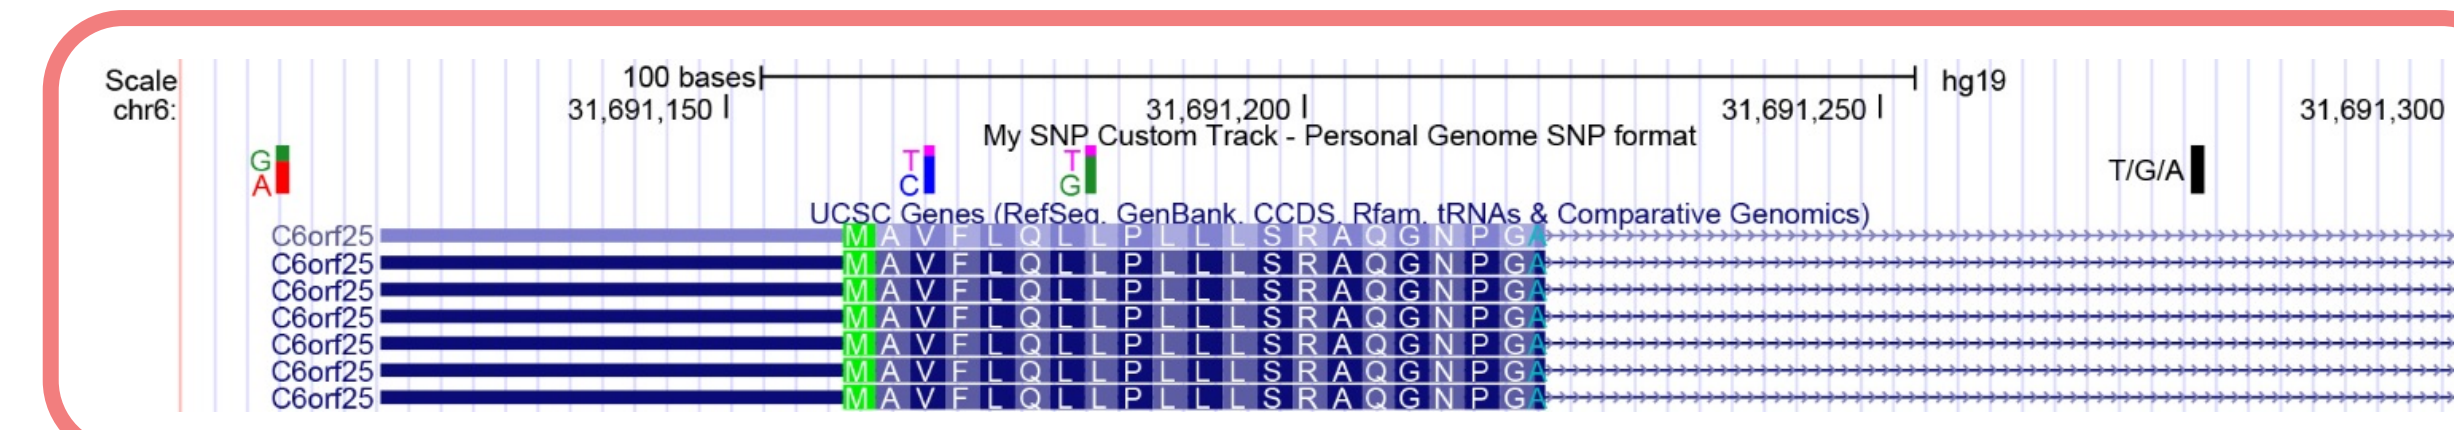 Scale 100 bases hg19
chr6: 31,691,150 31,691,200 31,691,250 31,691,300
My SNP Custom Track - Personal Genome SNP format
G T T T/G/A
A C G
UCSC Genes (RefSeq, GenBank, CCDS, Rfam, tRNAs & Comparative Genomics)
C6orf25 M A V F L Q L L P L L L S R A Q G N P G A
C6orf25 M A V F L Q L L P L L L S R A Q G N P G A
C6orf25 M A V F L Q L L P L L L S R A Q G N P G A
C6orf25 M A V F L Q L L P L L L S R A Q G N P G A
C6orf25 M A V F L Q L L P L L L S R A Q G N P G A
C6orf25 M A V F L Q L L P L L L S R A Q G N P G A
C6orf25 M A V F L Q L L P L L L S R A Q G N P G A